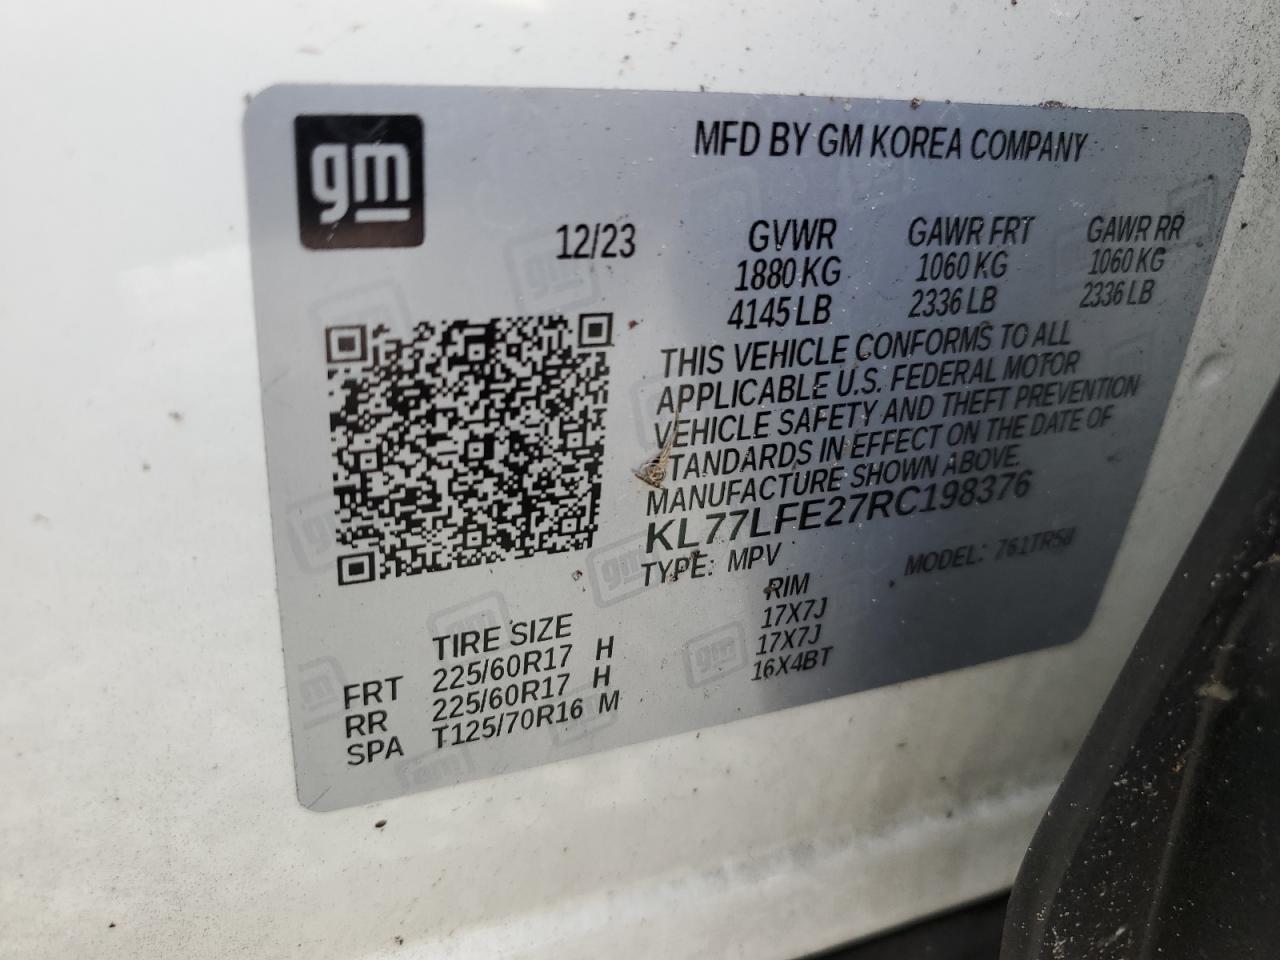 gm
MFD BY GM KOREA COMPANY
12/23
GVWR GAWR FRT GAWR RR
1880 KG 1060 KG 1060 KG
4145 LB 2336 LB 2336 LB
THIS VEHICLE CONFORMS TO ALL
APPLICABLE U.S. FEDERAL MOTOR
VEHICLE SAFETY AND THEFT PREVENTION
STANDARDS IN EFFECT ON THE DATE OF
MANUFACTURE SHOWN ABOVE.
KL77LFE27RC198376
TYPE: MPV MODEL: 761TR58
TIRE SIZE RIM
FRT 225/60R17 H 17X7J
RR 225/60R17 H 17X7J
SPA T125/70R16 M 16X4BT